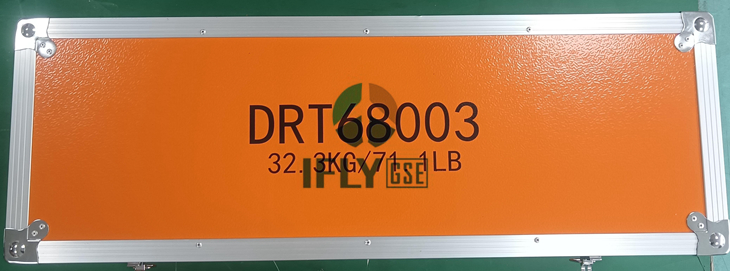 DRT68003
32.3KG/71.1LB
IFLY GSE